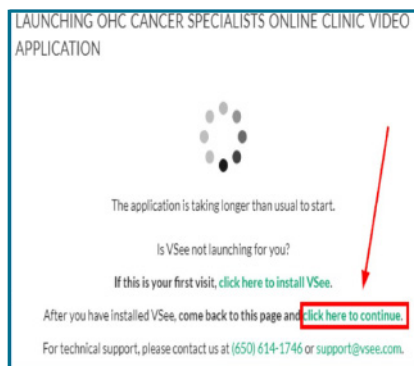 LAUNCHING OHC CANCER SPECIALISTS ONLINE CLINIC VIDEO
APPLICATION
The application is taking longer than usual to start.
Is VSee not launching for you?
If this is your first visit, click here to install VSee.
After you have installed VSee, come back to this page and click here to continue.
For technical support, please contact us at (650) 614-1746 or support@vsee.com.